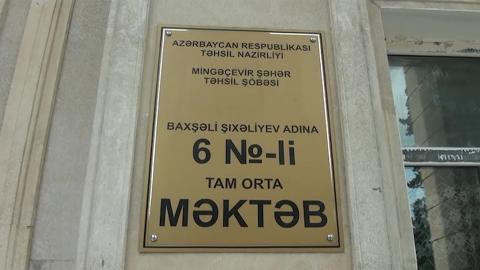 AZƏRBAYCAN RESPUBLİKASI
TƏHSİL NAZİRLİYİ
MİNGƏÇEVİR ŞƏHƏR
TƏHSİL ŞÖBƏSİ
BAXŞƏLİ ŞIXƏLİYEV ADINA
6 №-li
TAM ORTA
MƏKTƏB